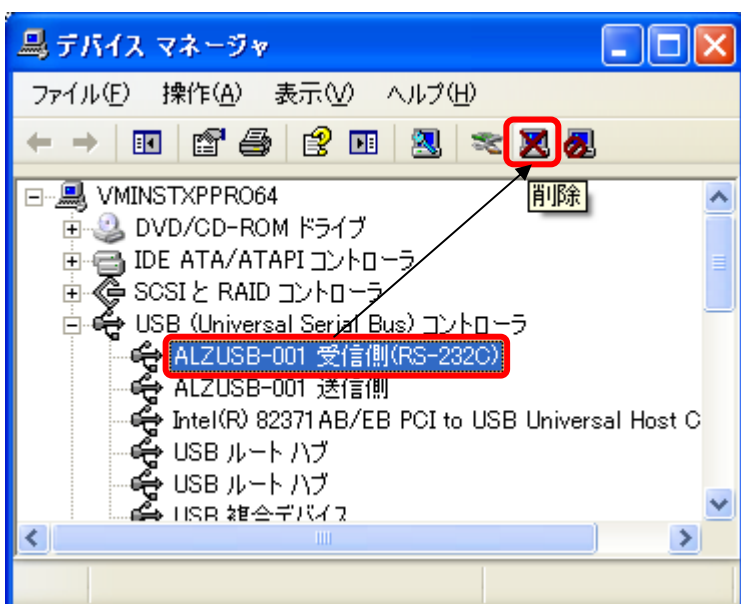 デバイス マネージャ
ファイル(F) 操作(A) 表示(V) ヘルプ(H)
削除
VMINSTXPPRO64
DVD/CD-ROM ドライブ
IDE ATA/ATAPI コントローラ
SCSI と RAID コントローラ
USB (Universal Serial Bus) コントローラ
ALZUSB-001 受信側(RS-232C)
ALZUSB-001 送信側
Intel(R) 82371AB/EB PCI to USB Universal Host C
USB ルート ハブ
USB ルート ハブ
USB 複合デバイス